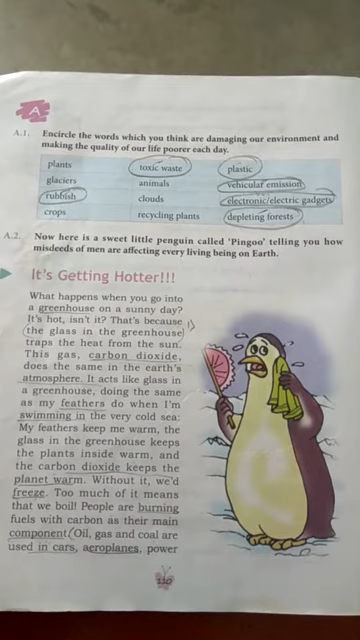 A
A.1. Encircle the words which you think are damaging our environment and
making the quality of our life poorer each day.
plants toxic waste plastic
glaciers animals vehicular emission
rubbish clouds electronic/electric gadgets
crops recycling plants depleting forests
A.2. Now here is a sweet little penguin called 'Pingoo' telling you how
misdeeds of men are affecting every living being on Earth.
It's Getting Hotter!!!
What happens when you go into
a greenhouse on a sunny day?
It's hot, isn't it? That's because
the glass in the greenhouse
traps the heat from the sun.
This gas, carbon dioxide,
does the same in the earth's
atmosphere. It acts like glass in
a greenhouse, doing the same
as my feathers do when I'm
swimming in the very cold sea:
My feathers keep me warm, the
glass in the greenhouse keeps
the plants inside warm, and
the carbon dioxide keeps the
planet warm. Without it, we'd
freeze. Too much of it means
that we boil! People are burning
fuels with carbon as their main
component. Oil, gas and coal are
used in cars, aeroplanes, power
110